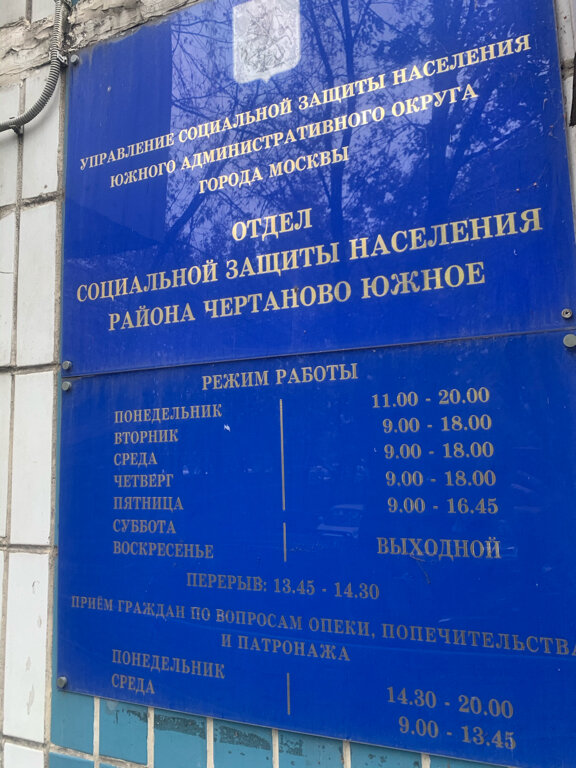 УПРАВЛЕНИЕ СОЦИАЛЬНОЙ ЗАЩИТЫ НАСЕЛЕНИЯ
ЮЖНОГО АДМИНИСТРАТИВНОГО ОКРУГА
ГОРОДА МОСКВЫ
ОТДЕЛ
СОЦИАЛЬНОЙ ЗАЩИТЫ НАСЕЛЕНИЯ
РАЙОНА ЧЕРТАНОВО ЮЖНОЕ
РЕЖИМ РАБОТЫ
ПОНЕДЕЛЬНИК 11.00 - 20.00
ВТОРНИК 9.00 - 18.00
СРЕДА 9.00 - 18.00
ЧЕТВЕРГ 9.00 - 18.00
ПЯТНИЦА 9.00 - 16.45
СУББОТА
ВОСКРЕСЕНЬЕ ВЫХОДНОЙ
ПЕРЕРЫВ: 13.45 - 14.30
ПРИЁМ ГРАЖДАН ПО ВОПРОСАМ ОПЕКИ, ПОПЕЧИТЕЛЬСТВА
И ПАТРОНАЖА
ПОНЕДЕЛЬНИК 14.30 - 20.00
СРЕДА 9.00 - 13.45